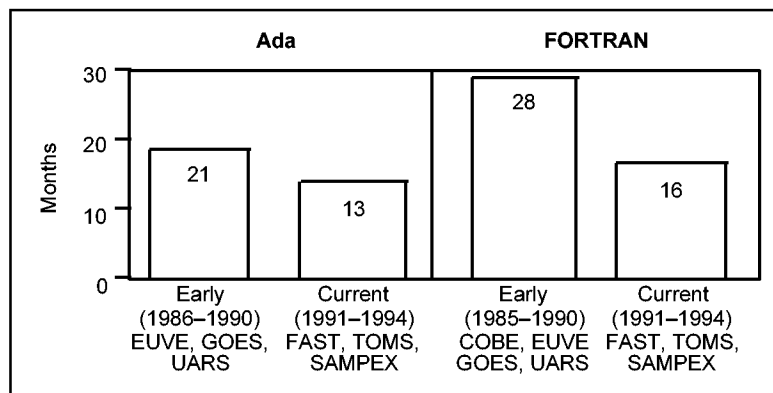 Ada FORTRAN
Months
30
20
10
0
21
13
28
16
Early
(1986–1990)
EUVE, GOES,
UARS
Current
(1991–1994)
FAST, TOMS,
SAMPEX
Early
(1985–1990)
COBE, EUVE
GOES, UARS
Current
(1991–1994)
FAST, TOMS,
SAMPEX